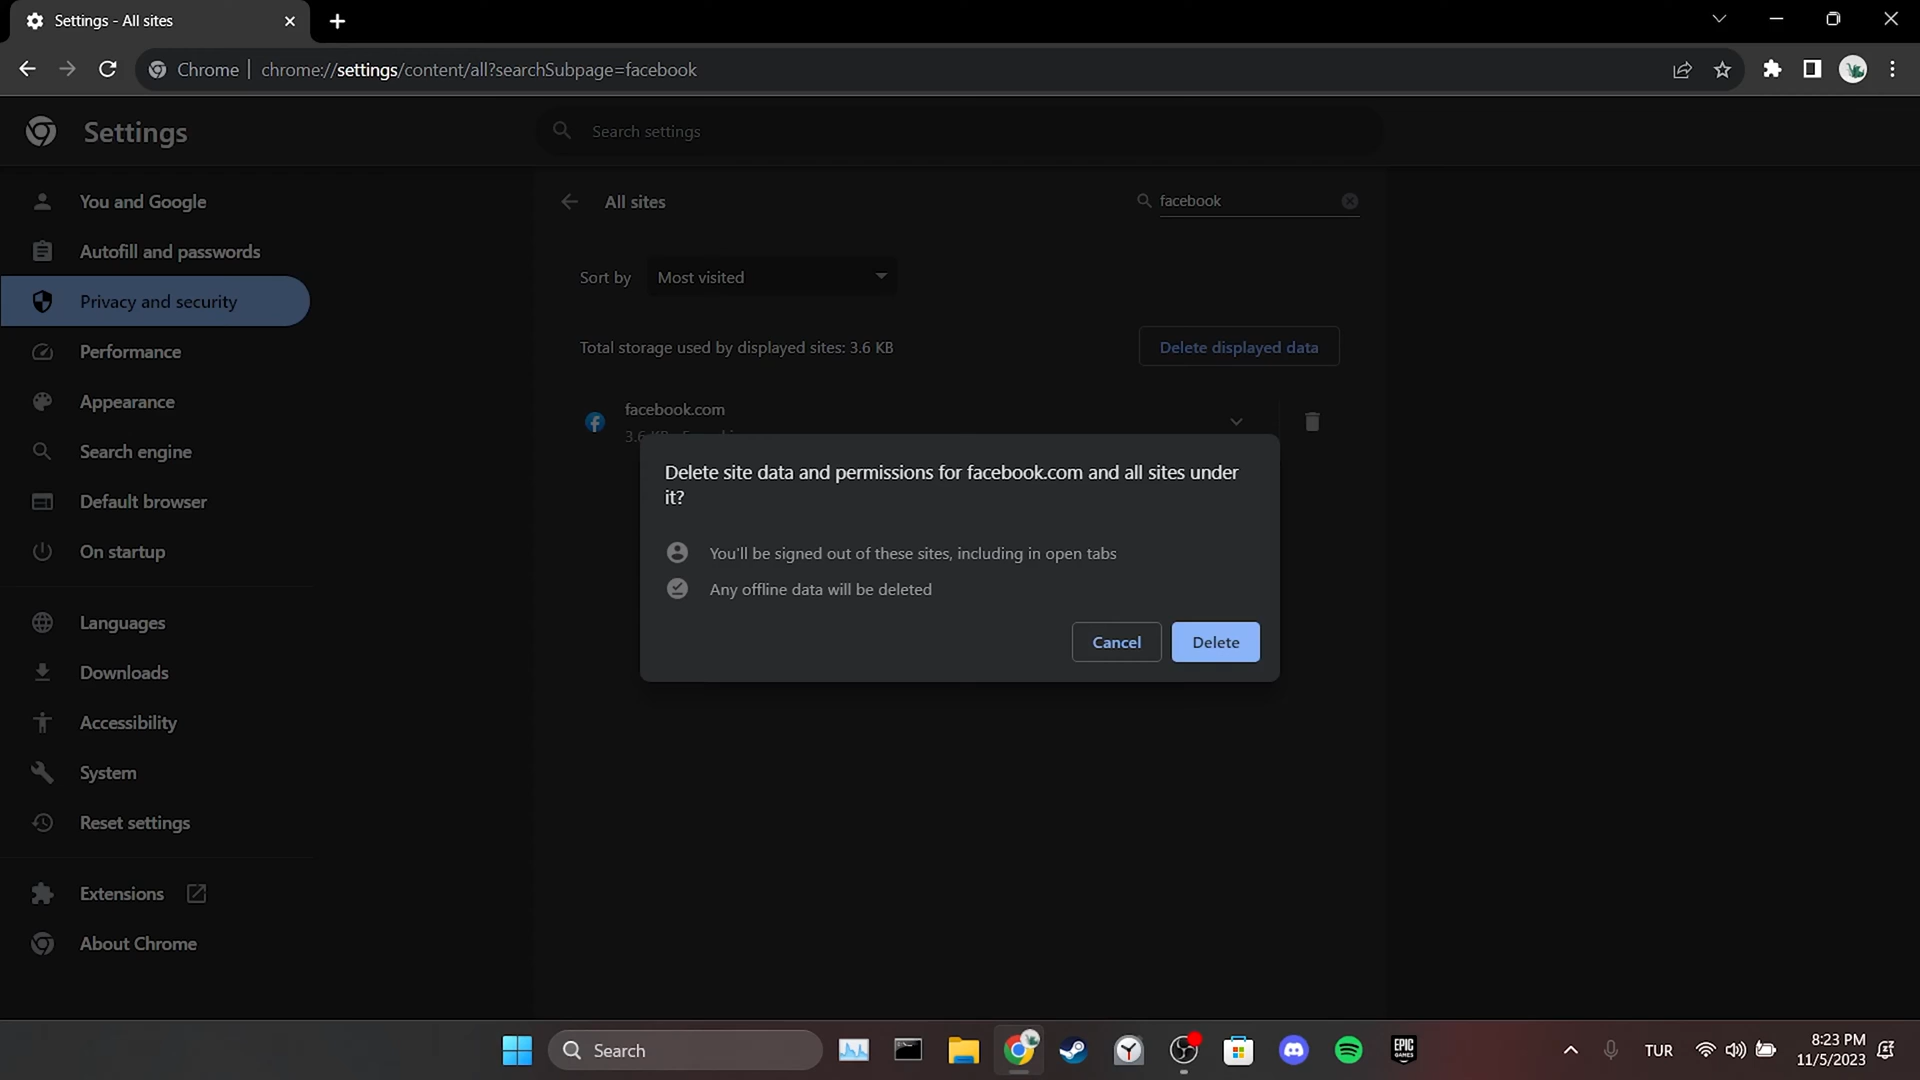 Settings - All sites
Chrome
chrome://settings/content/all?searchSubpage=facebook
Settings
Search settings
You and Google
Autofill and passwords
Privacy and security
Performance
Appearance
Search engine
Default browser
On startup
Languages
Downloads
Accessibility
System
Reset settings
Extensions
About Chrome
All sites
facebook
Sort by
Most visited
Total storage used by displayed sites: 3.6 KB
Delete displayed data
facebook.com
Delete site data and permissions for facebook.com and all sites under
it?
You'll be signed out of these sites, including in open tabs
Any offline data will be deleted
Cancel
Delete
Search
EPIC
GAMES
TUR
8:23 PM
11/5/2023